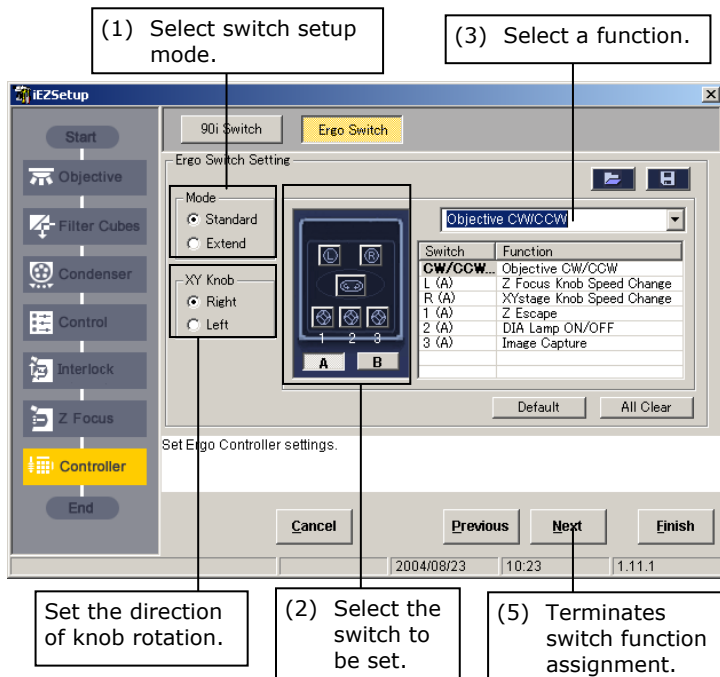 (1) Select switch setup
mode.
(3) Select a function.
iEZSetup
Start
Objective
Filter Cubes
Condenser
Control
Interlock
Z Focus
Controller
End
90i Switch
Ergo Switch
Ergo Switch Setting
Mode
Standard
Extend
XY Knob
Right
Left
L
R
1 2 3
A B
Objective CW/CCW
Switch Function
CW/CCW... Objective CW/CCW
L (A) Z Focus Knob Speed Change
R (A) XYstage Knob Speed Change
1 (A) Z Escape
2 (A) DIA Lamp ON/OFF
3 (A) Image Capture
Default
All Clear
Set Ergo Controller settings.
Cancel
Previous
Next
Finish
2004/08/23 10:23 1.11.1
Set the direction
of knob rotation.
(2) Select the
switch to
be set.
(5) Terminates
switch function
assignment.